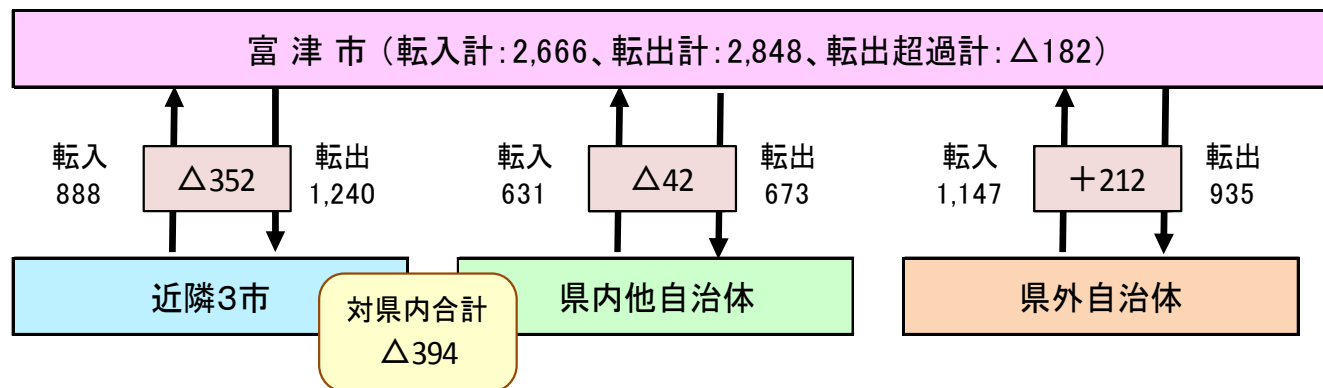 富 津 市 （転入計：2,666、転出計：2,848、転出超過計：△182）
転入
888
△352
転出
1,240
転入
631
△42
転出
673
転入
1,147
＋212
転出
935
近隣３市
対県内合計
△394
県内他自治体
県外自治体